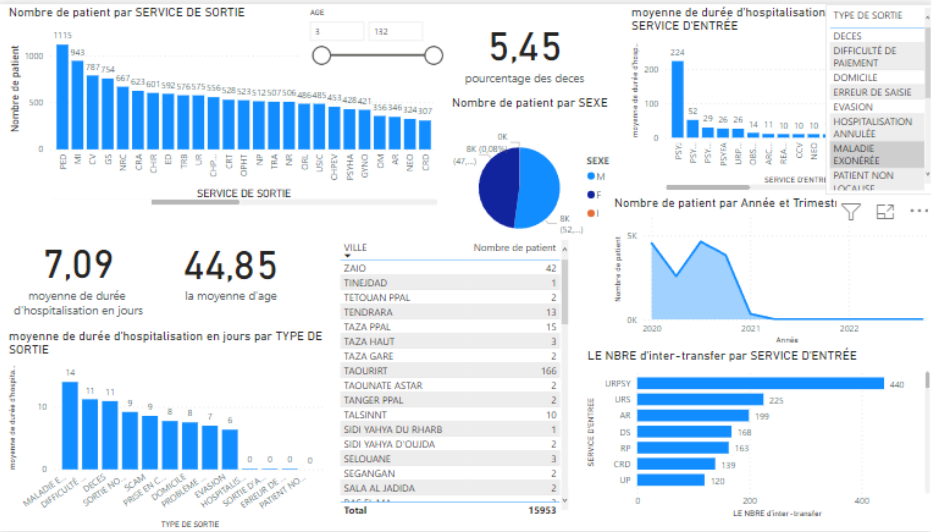 Nombre de patient par SERVICE DE SORTIE
Nombre de patient
1000
500
0
1115
943
787
754
667
623
601
592
576
575
556
528
523
512
507
506
486
485
453
428
421
356
346
324
307
PED
MI
CV
GS
NRC
CRA
CHIR
ED
TRB
UR
CHP...
CRT
OPHT
NP
TRA
NR
CIRL
USIC
CHPEV
PSYHA
GYNO
DM
AR
NEO
CRD
SERVICE DE SORTIE
AGE
3
132
5,45
pourcentage des deces
Nombre de patient par SEXE
0K
8K (0,08%)
(47,...)
8K
(52,...)
SEXE
M
F
I
moyenne de durée d'hospitalisation
SERVICE D'ENTRÉE
moyenne de durée d'hosp...
200
100
0
224
52
29
26
26
14
11
10
10
10
PSY...
PSY...
PSY...
PSYFA
URP...
OBS...
ARC...
REA...
CCV
NEO
SERVICE D'ENTRÉ
TYPE DE SORTIE
DECES
DIFFICULTÉ DE
PAIEMENT
DOMICILE
ERREUR DE SAISIE
EVASION
HOSPITALISATION
ANNULÉE
MALADIE
EXONÉRÉE
PATIENT NON
LOCALISE
7,09
moyenne de durée
d'hospitalisation en jours
44,85
la moyenne d'age
moyenne de durée d'hospitalisation en jours par TYPE DE
SORTIE
moyenne de durée d'hospita...
10
0
14
11
11
9
9
8
8
7
6
0
0
0
0
MALADIE E...
DIFFICULTÉ ...
DECES
SORTIE NO...
SCAM
PRISE EN C...
DOMICILE
PROBLÈME ...
EVASION
HOSPITALIS...
SORTIE D'A...
ERREUR DE ...
PATIENT NO...
TYPE DE SORTIE
VILLE Nombre de patient
ZAIO 42
TINEJDAD 1
TETOUAN PPAL 2
TENDRARA 13
TAZA PPAL 15
TAZA HAUT 3
TAZA GARE 2
TAOURIRT 166
TAOUNATE ASTAR 2
TANGER PPAL 2
TALSINNT 10
SIDI YAHYA DU RHARB 1
SIDI YAHYA D'OUJDA 2
SELOUANE 3
SEGANGAN 2
SALA AL JADIDA 2
Total 15953
Nombre de patient par Année et Trimestr
Nombre de patient
5K
0K
2020
2021
2022
Année
LE NBRE d'inter-transfer par SERVICE D'ENTRÉE
SERVICE D'ENTRÉE
URPSY 440
URS 225
AR 199
DS 168
RP 163
CRD 139
UP 120
0
200
400
LE NBRE d'inter-transfer